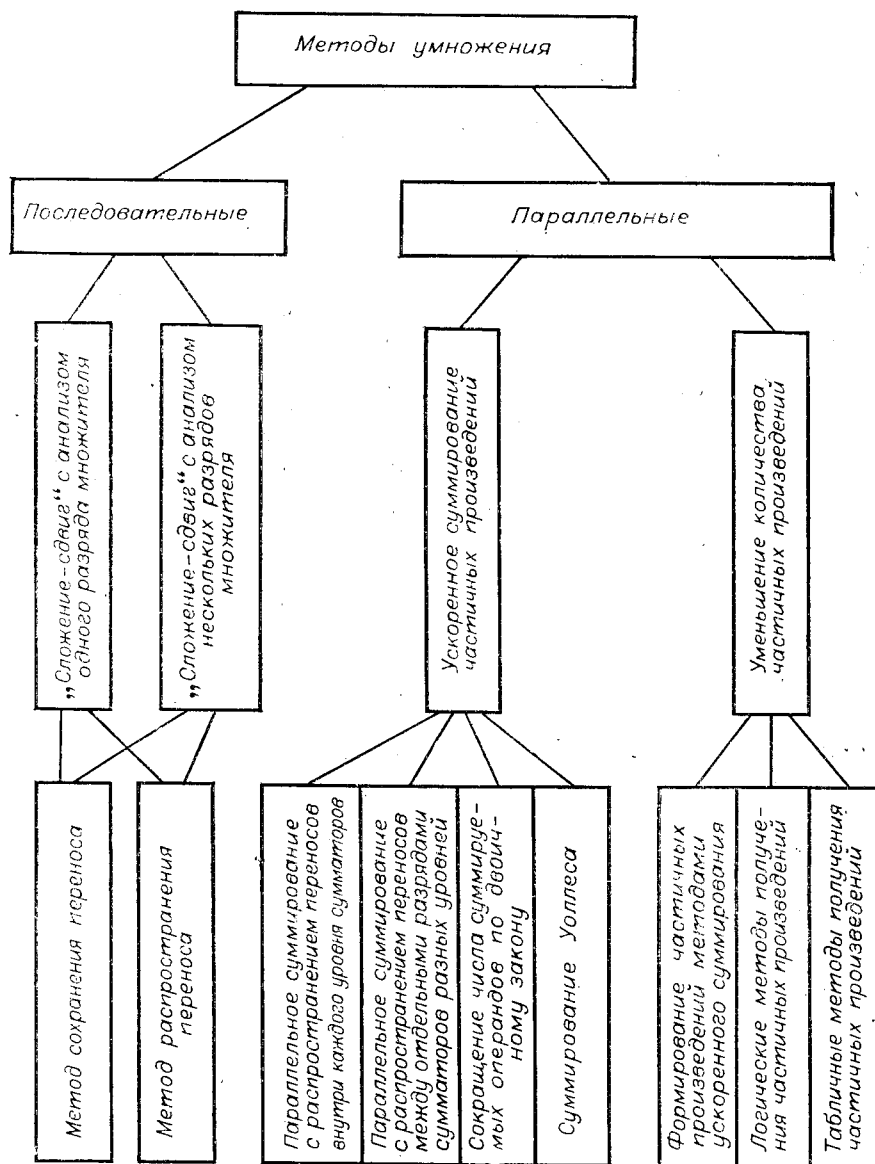 Методы умножения
Последовательные
Параллельные
„Сложение-сдвиг“ с анализом
одного разряда множителя
„Сложение-сдвиг“ с анализом
нескольких разрядов
множителя
Ускоренное суммирование
частичных произведений
Уменьшение количества
частичных произведений
Метод сохранения переноса
Метод распространения
переноса
Параллельное суммирование
с распространением переносов
внутри каждого уровня сумматоров
Параллельное суммирование
с распространением переносов
между отдельными разрядами
сумматоров разных уровней
Сокращение числа суммируе-
мых операндов по двоич-
ному закону
Суммирование Уоллеса
Формирование частичных
произведений методами
ускоренного суммирования
Логические методы получе-
ния частичных произведений
Табличные методы получения
частичных произведений